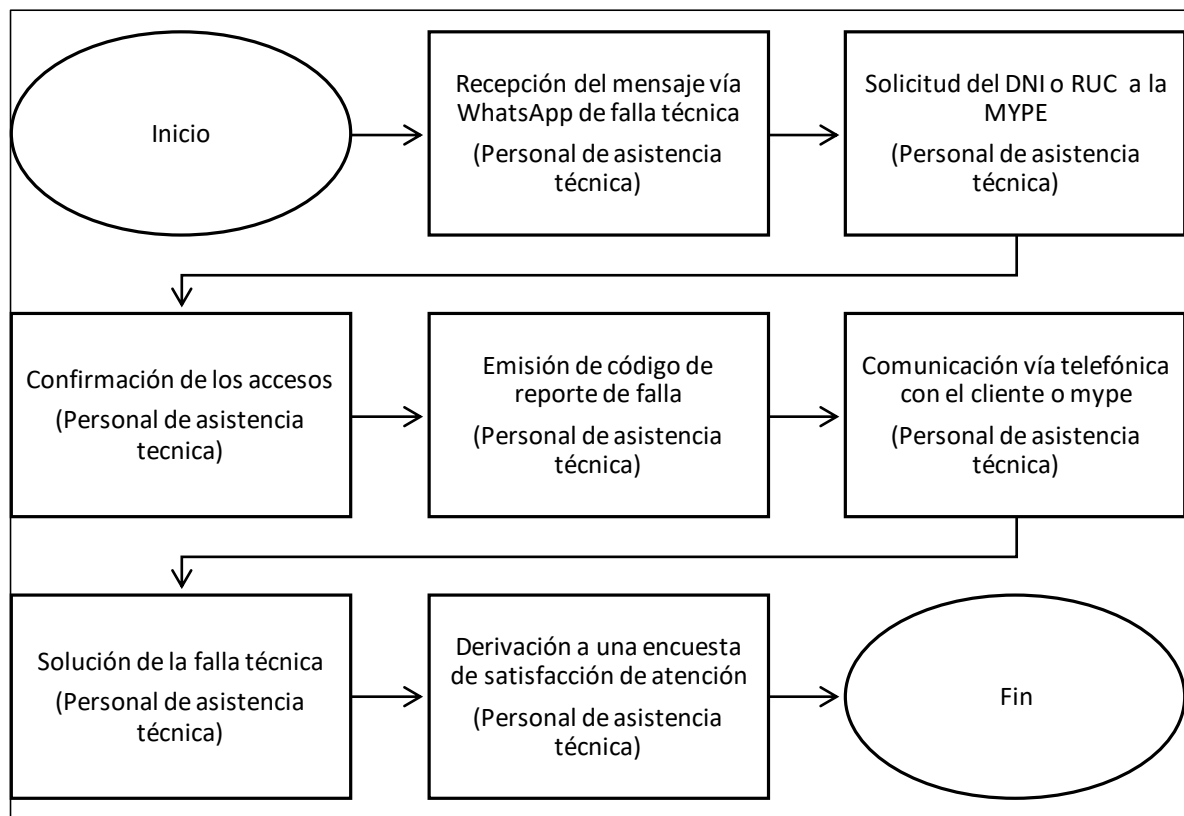 Inicio
Recepción del mensaje vía
WhatsApp de falla técnica
(Personal de asistencia
técnica)
Solicitud del DNI o RUC a la
MYPE
(Personal de asistencia
técnica)
Confirmación de los accesos
(Personal de asistencia
tecnica)
Emisión de código de
reporte de falla
(Personal de asistencia
técnica)
Comunicación vía telefónica
con el cliente o mype
(Personal de asistencia
técnica)
Solución de la falla técnica
(Personal de asistencia
técnica)
Derivación a una encuesta
de satisfacción de atención
(Personal de asistencia
técnica)
Fin